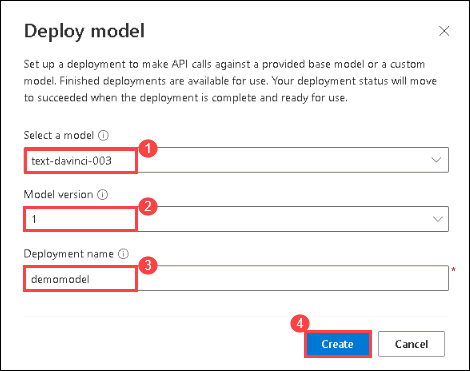 Deploy model
Set up a deployment to make API calls against a provided base model or a custom
model. Finished deployments are available for use. Your deployment status will move
to succeeded when the deployment is complete and ready for use.
Select a model
1
text-davinci-003
Model version
2
1
Deployment name
3
demomodel
*
4
Create Cancel